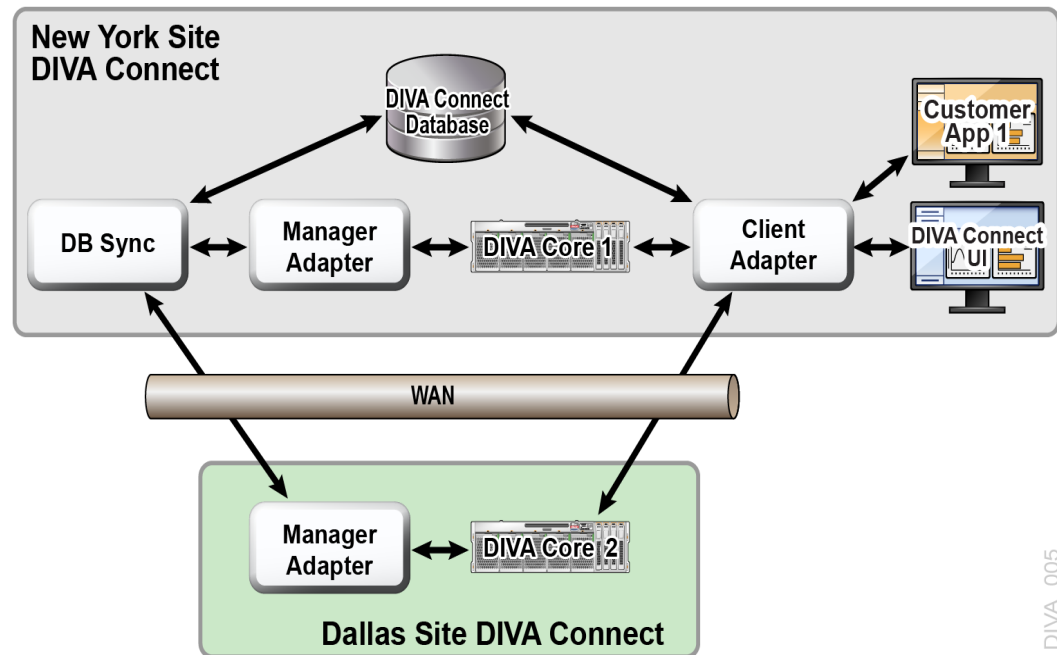 New York Site
DIVA Connect
DIVA Connect
Database
Customer
App 1
DB Sync
Manager
Adapter
DIVA Core 1
Client
Adapter
DIVA Connect
UI
WAN
Manager
Adapter
DIVA Core 2
Dallas Site DIVA Connect
DIVA_005